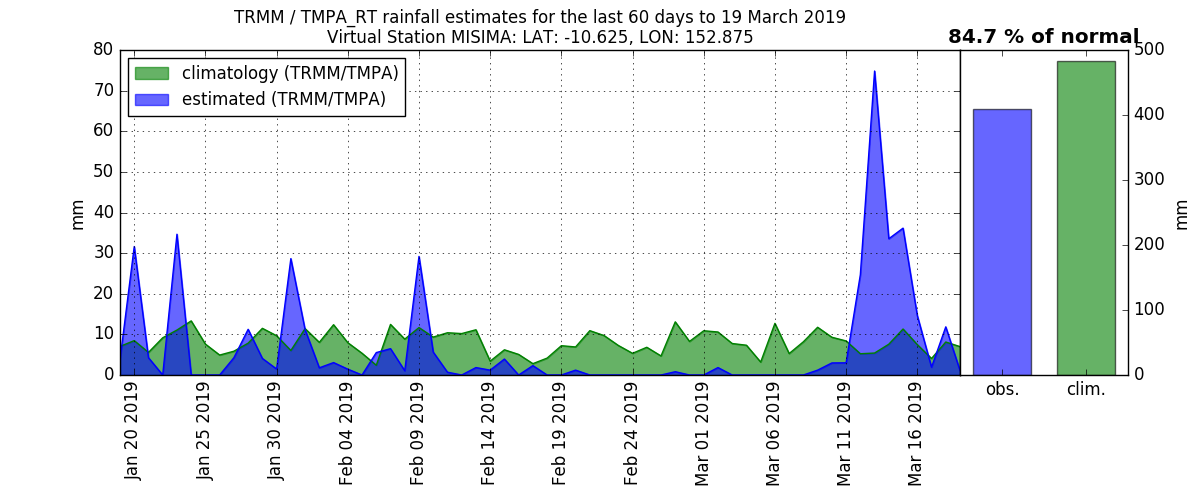 TRMM / TMPA_RT rainfall estimates for the last 60 days to 19 March 2019
Virtual Station MISIMA: LAT: -10.625, LON: 152.875
84.7 % of normal
climatology (TRMM/TMPA)
estimated (TRMM/TMPA)
80
70
60
50
40
30
20
10
0
mm
Jan 20 2019
Jan 25 2019
Jan 30 2019
Feb 04 2019
Feb 09 2019
Feb 14 2019
Feb 19 2019
Feb 24 2019
Mar 01 2019
Mar 06 2019
Mar 11 2019
Mar 16 2019
obs.
clim.
500
400
300
200
100
0
mm